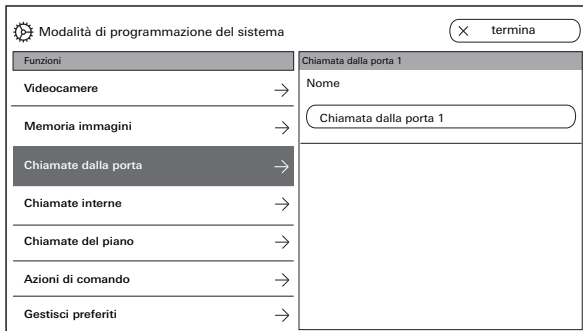 Modalità di programmazione del sistema
termina
Funzioni
Videocamere
Memoria immagini
Chiamate dalla porta
Chiamate interne
Chiamate del piano
Azioni di comando
Gestisci preferiti
Chiamata dalla porta 1
Nome
Chiamata dalla porta 1